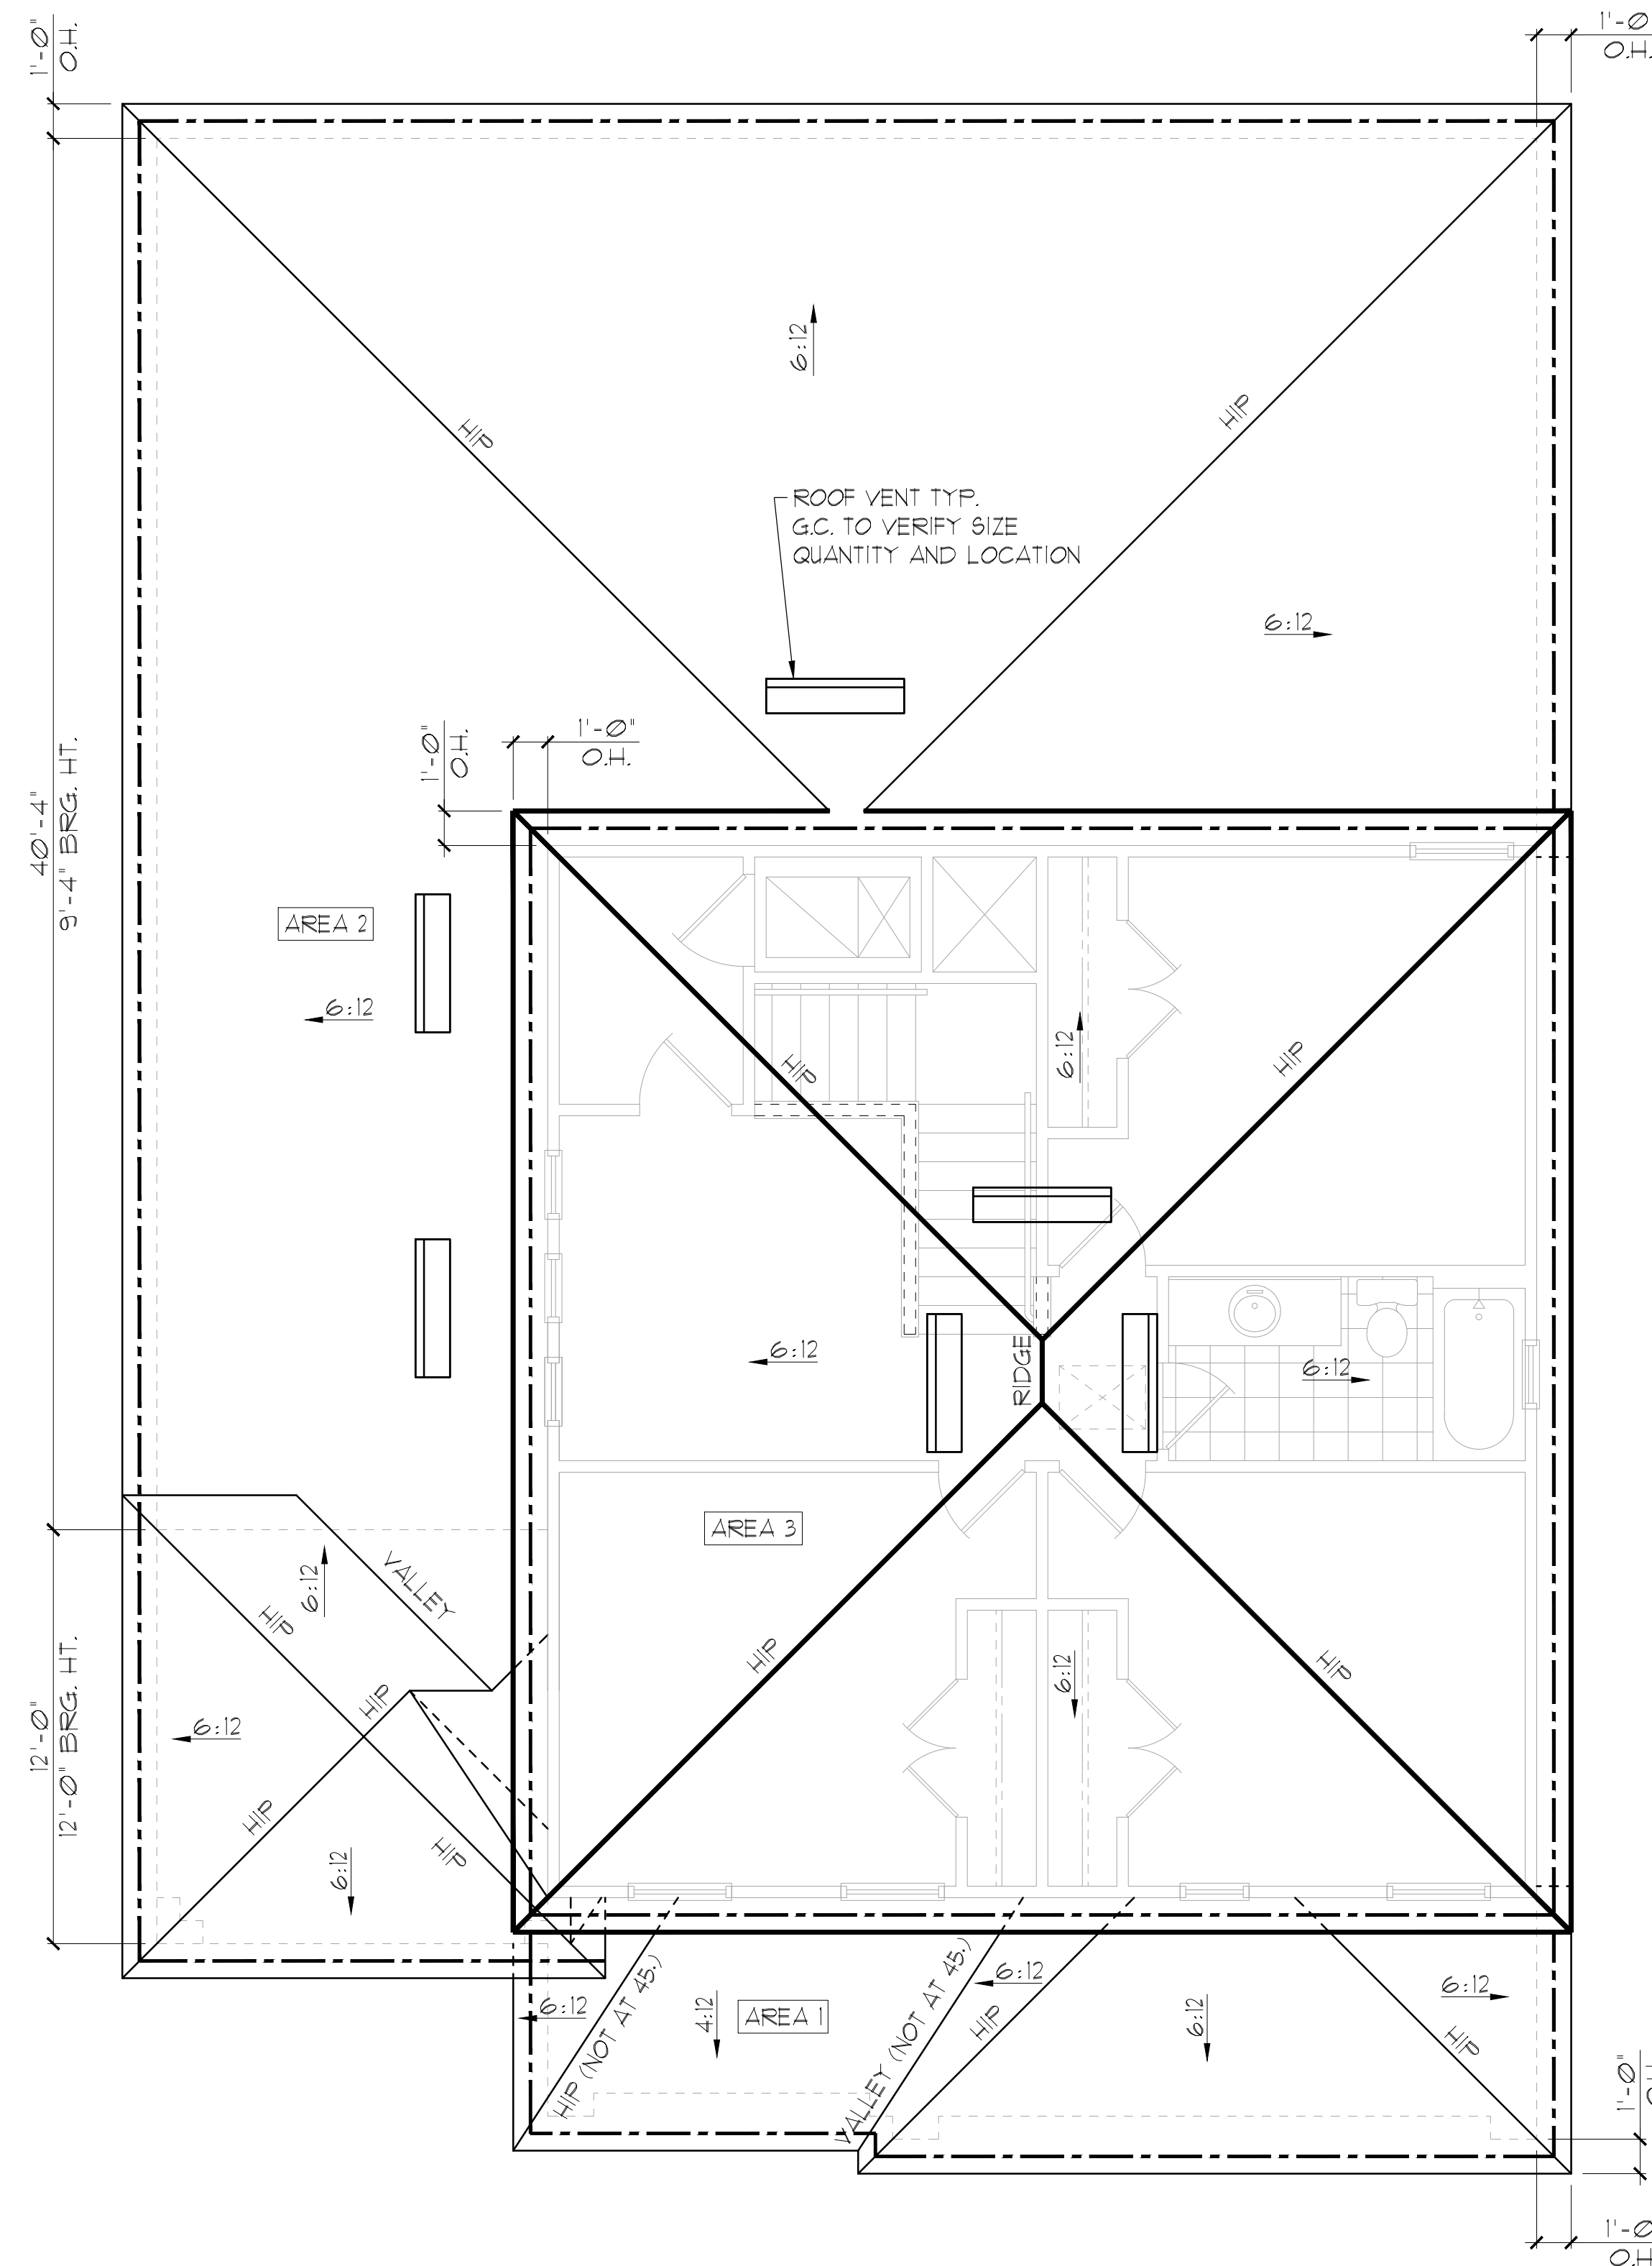 1'-0"
O.H.
1'-0
O.H.
6:12
HIP
HIP
ROOF VENT TYP.
G.C. TO VERIFY SIZE
QUANTITY AND LOCATION
6:12
1'-0"
O.H.
1'-0"
O.H.
40'-4"
9'-4" BRG. HT.
AREA 2
6:12
HIP
6:12
HIP
RIDGE
6:12
6:12
AREA 3
VALLEY
6:12
HIP
HIP
6:12
HIP
HIP
6:12
HIP
12'-0"
12'-0" BRG. HT.
6:12
HIP
HIP
6:12
6:12
HIP (NOT AT 45.)
4:12
AREA 1
VALLEY (NOT AT 45.)
6:12
HIP
6:12
6:12
HIP
1'-0"
1'-0
O.H.